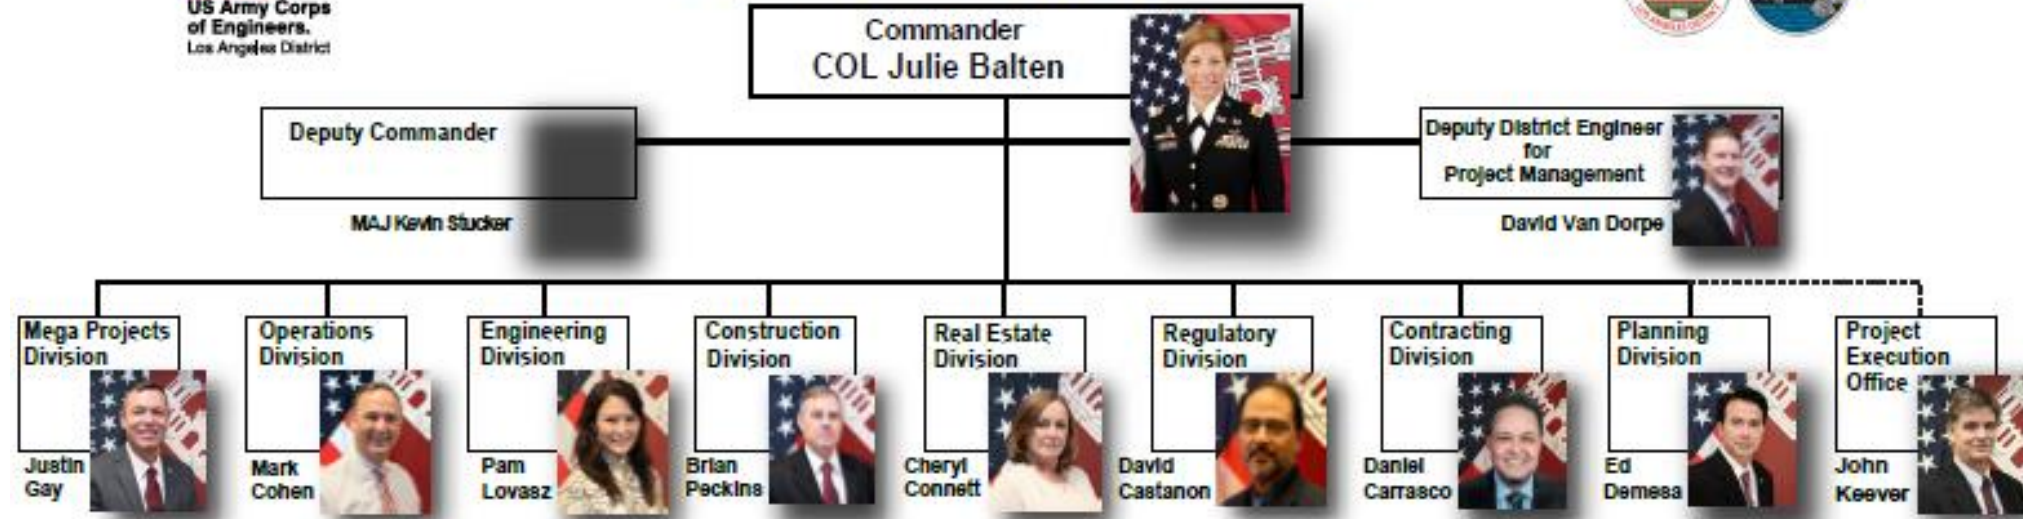 US Army Corps
of Engineers.
Los Angeles District
Commander
COL Julie Balten
LOS ANGELES DISTRICT
Deputy Commander
MAJ Kevin Stucker
Deputy District Engineer
for
Project Management
David Van Dorpe
Mega Projects
Division
Justin
Gay
Operations
Division
Mark
Cohen
Engineering
Division
Pam
Lovasz
Construction
Division
Brian
Peckins
Real Estate
Division
Cheryl
Connett
Regulatory
Division
David
Castanon
Contracting
Division
Daniel
Carrasco
Planning
Division
Ed
Demesa
Project
Execution
Office
John
Keever